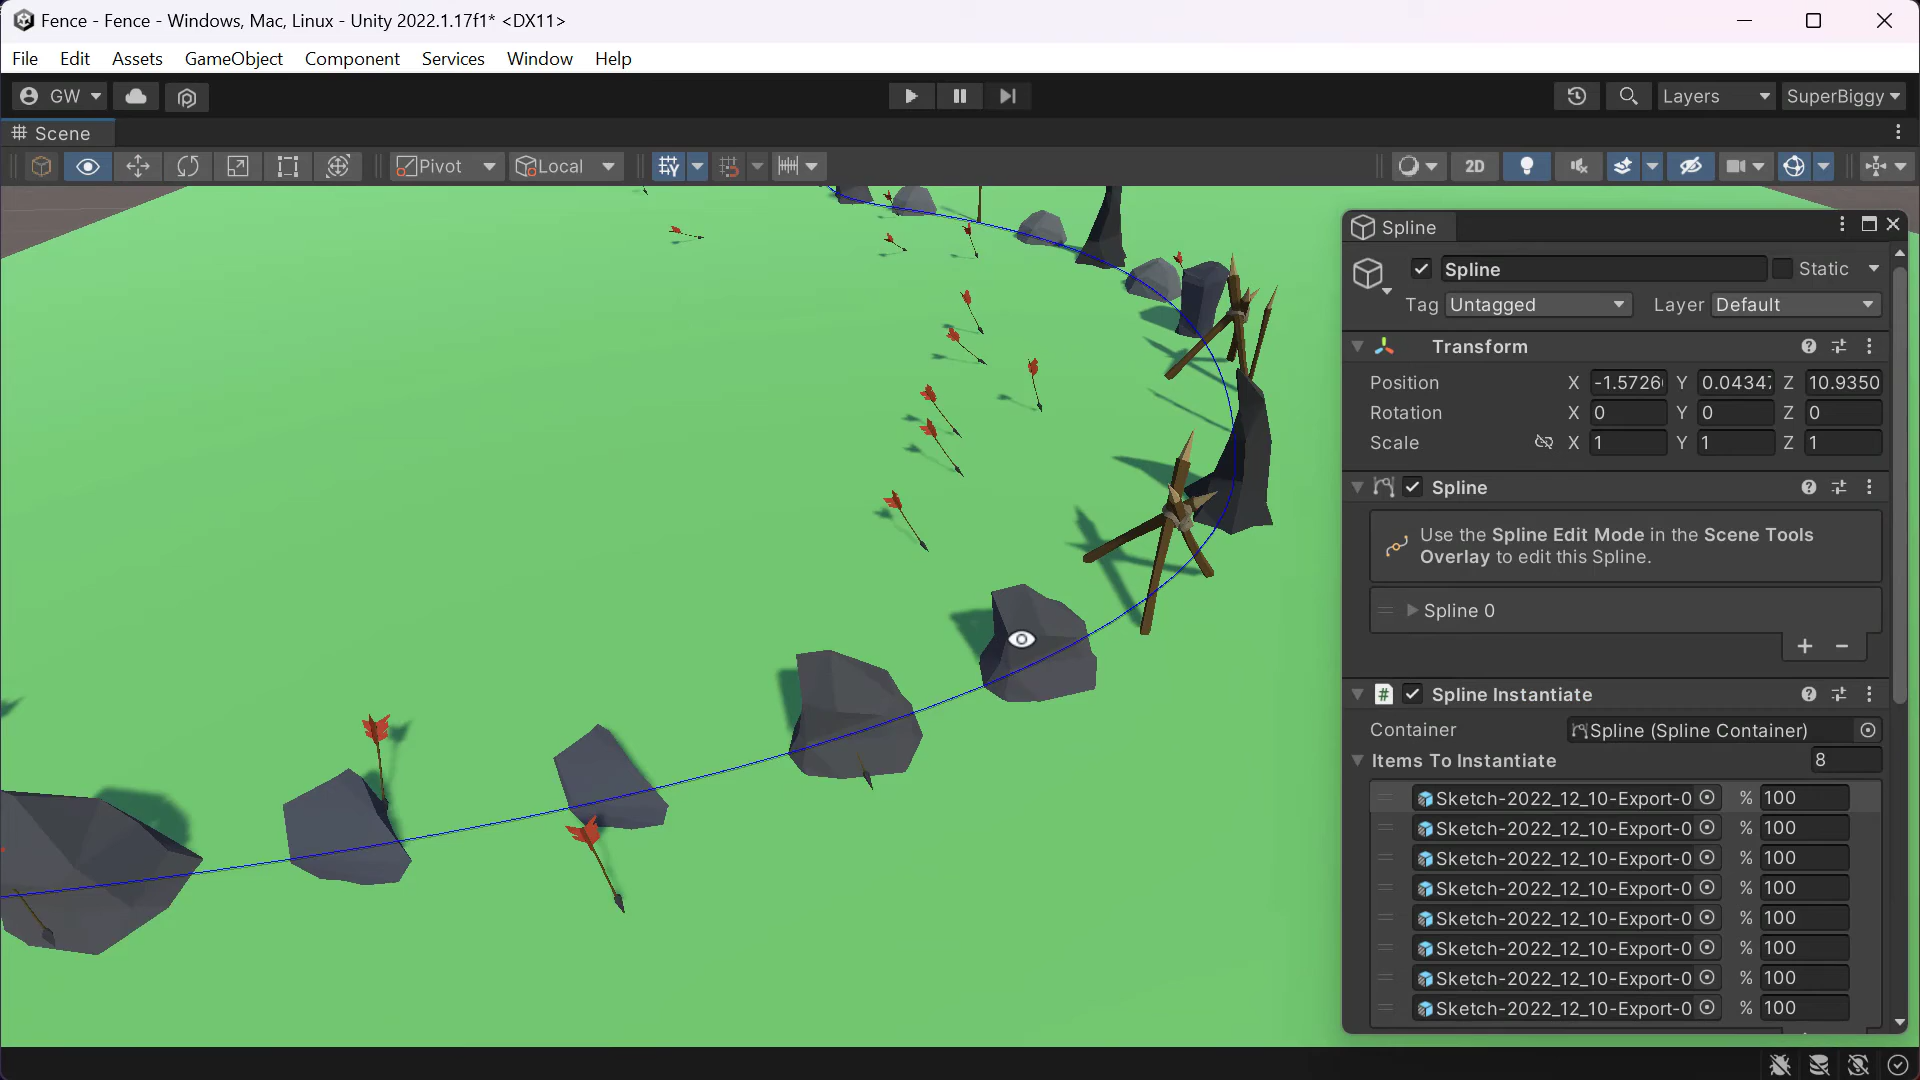 Fence - Fence - Windows, Mac, Linux - Unity 2022.1.17f1* <DX11>
File Edit Assets GameObject Component Services Window Help
GW Layers SuperBiggy
Scene
Pivot Local 2D
Spline
Spline Static
Tag Untagged Layer Default
Transform
Position X -1.5726 Y 0.0434 Z 10.9350
Rotation X 0 Y 0 Z 0
Scale X 1 Y 1 Z 1
Spline
Use the Spline Edit Mode in the Scene Tools
Overlay to edit this Spline.
Spline 0
# Spline Instantiate
Container Spline (Spline Container)
Items To Instantiate 8
Sketch-2022_12_10-Export-0 % 100
Sketch-2022_12_10-Export-0 % 100
Sketch-2022_12_10-Export-0 % 100
Sketch-2022_12_10-Export-0 % 100
Sketch-2022_12_10-Export-0 % 100
Sketch-2022_12_10-Export-0 % 100
Sketch-2022_12_10-Export-0 % 100
Sketch-2022_12_10-Export-0 % 100